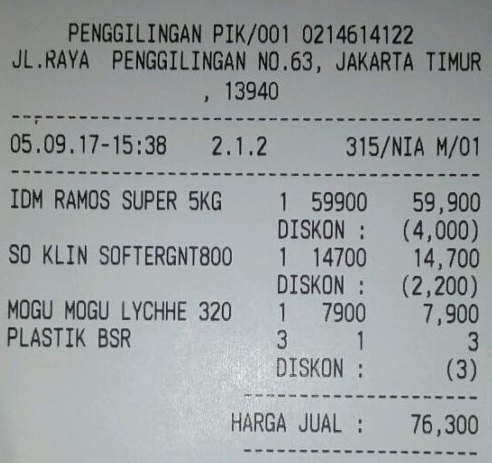 PENGGILINGAN PIK/001 0214614122
JL.RAYA PENGGILINGAN NO.63, JAKARTA TIMUR
, 13940
05.09.17-15:38 2.1.2 315/NIA M/01
IDM RAMOS SUPER 5KG 1 59900 59,900
DISKON : (4,000)
SO KLIN SOFTERGNT800 1 14700 14,700
DISKON : (2,200)
MOGU MOGU LYCHHE 320 1 7900 7,900
PLASTIK BSR 3 1 3
DISKON : (3)
HARGA JUAL : 76,300